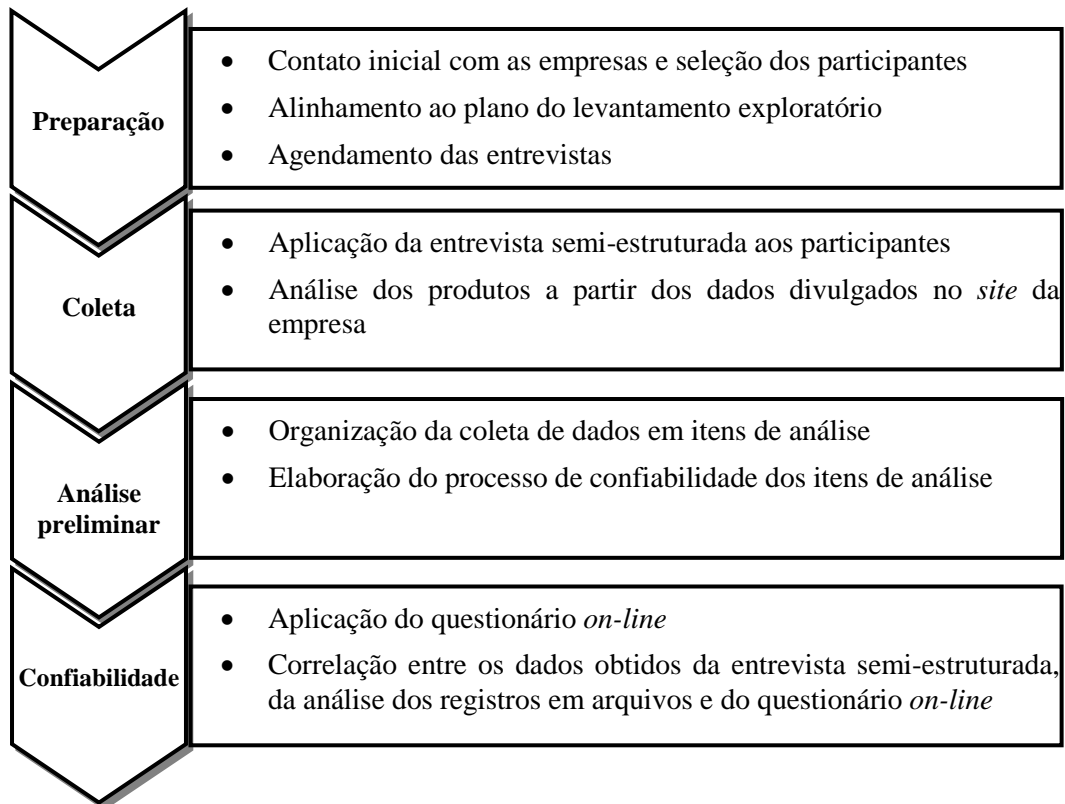 Preparação
• Contato inicial com as empresas e seleção dos participantes
• Alinhamento ao plano do levantamento exploratório
• Agendamento das entrevistas
Coleta
• Aplicação da entrevista semi-estruturada aos participantes
• Análise dos produtos a partir dos dados divulgados no site da
empresa
Análise
preliminar
• Organização da coleta de dados em itens de análise
• Elaboração do processo de confiabilidade dos itens de análise
Confiabilidade
• Aplicação do questionário on-line
• Correlação entre os dados obtidos da entrevista semi-estruturada,
da análise dos registros em arquivos e do questionário on-line